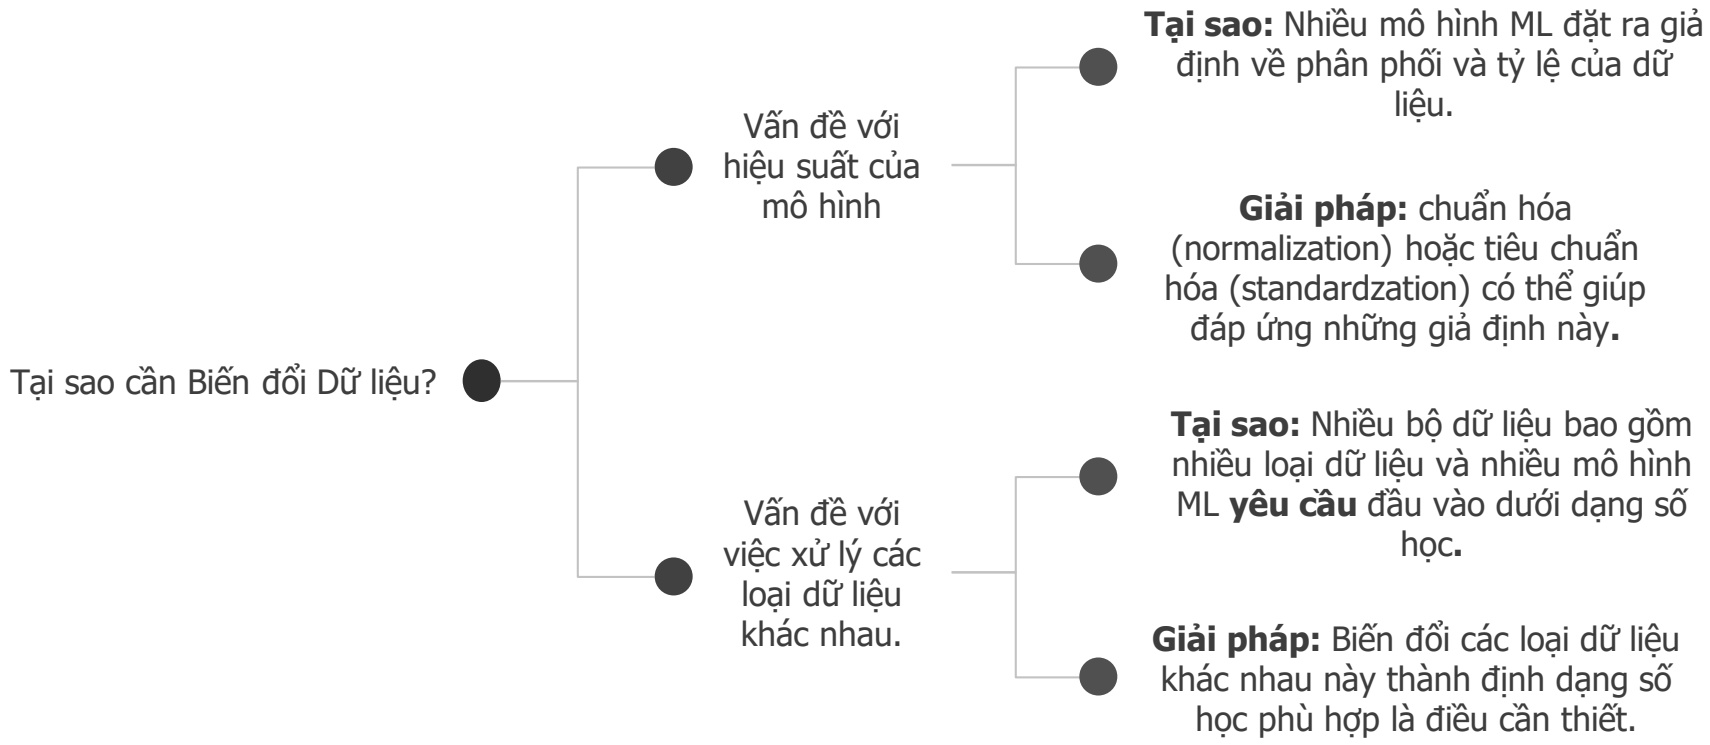 Tại sao cần Biến đổi Dữ liệu?
Vấn đề với
hiệu suất của
mô hình
Tại sao: Nhiều mô hình ML đặt ra giả
định về phân phối và tỷ lệ của dữ
liệu.
Giải pháp: chuẩn hóa
(normalization) hoặc tiêu chuẩn
hóa (standardzation) có thể giúp
đáp ứng những giả định này.
Vấn đề với
việc xử lý các
loại dữ liệu
khác nhau.
Tại sao: Nhiều bộ dữ liệu bao gồm
nhiều loại dữ liệu và nhiều mô hình
ML yêu cầu đầu vào dưới dạng số
học.
Giải pháp: Biến đổi các loại dữ liệu
khác nhau này thành định dạng số
học phù hợp là điều cần thiết.